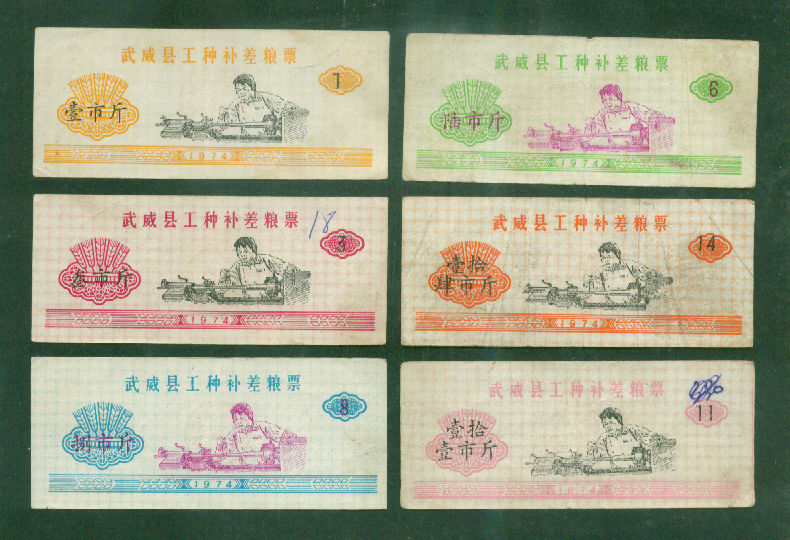 武威县工种补差粮票
1
壹市斤
1974
武威县工种补差粮票
6
陆市斤
1974
武威县工种补差粮票
18
3
叁市斤
1974
武威县工种补差粮票
14
壹拾
肆市斤
1974
武威县工种补差粮票
8
捌市斤
1974
武威县工种补差粮票
11
壹拾
壹市斤
1974